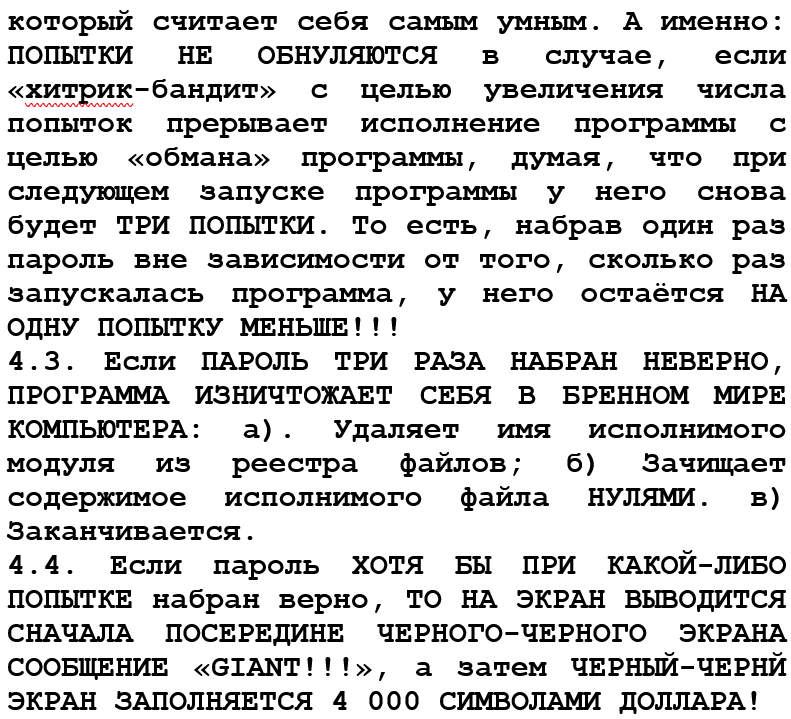 который считает себя самым умным. А именно:
ПОПЫТКИ НЕ ОБНУЛЯЮТСЯ в случае, если
«хитрик-бандит» с целью увеличения числа
попыток прерывает исполнение программы с
целью «обмана» программы, думая, что при
следующем запуске программы у него снова
будет ТРИ ПОПЫТКИ. То есть, набрав один раз
пароль вне зависимости от того, сколько раз
запускалась программа, у него остаётся НА
ОДНУ ПОПЫТКУ МЕНЬШЕ!!!
4.3. Если ПАРОЛЬ ТРИ РАЗА НАБРАН НЕВЕРНО,
ПРОГРАММА ИЗНИЧТОЖАЕТ СЕБЯ В БРЕННОМ МИРЕ
КОМПЬЮТЕРА: а). Удаляет имя исполнимого
модуля из реестра файлов; б) Зачищает
содержимое исполнимого файла НУЛЯМИ. в)
Заканчивается.
4.4. Если пароль ХОТЯ БЫ ПРИ КАКОЙ-ЛИБО
ПОПЫТКЕ набран верно, ТО НА ЭКРАН ВЫВОДИТСЯ
СНАЧАЛА ПОСЕРЕДИНЕ ЧЕРНОГО-ЧЕРНОГО ЭКРАНА
СООБЩЕНИЕ «GIANT!!!», а затем ЧЕРНЫЙ-ЧЕРНЙ
ЭКРАН ЗАПОЛНЯЕТСЯ 4 000 СИМВОЛАМИ ДОЛЛАРА!